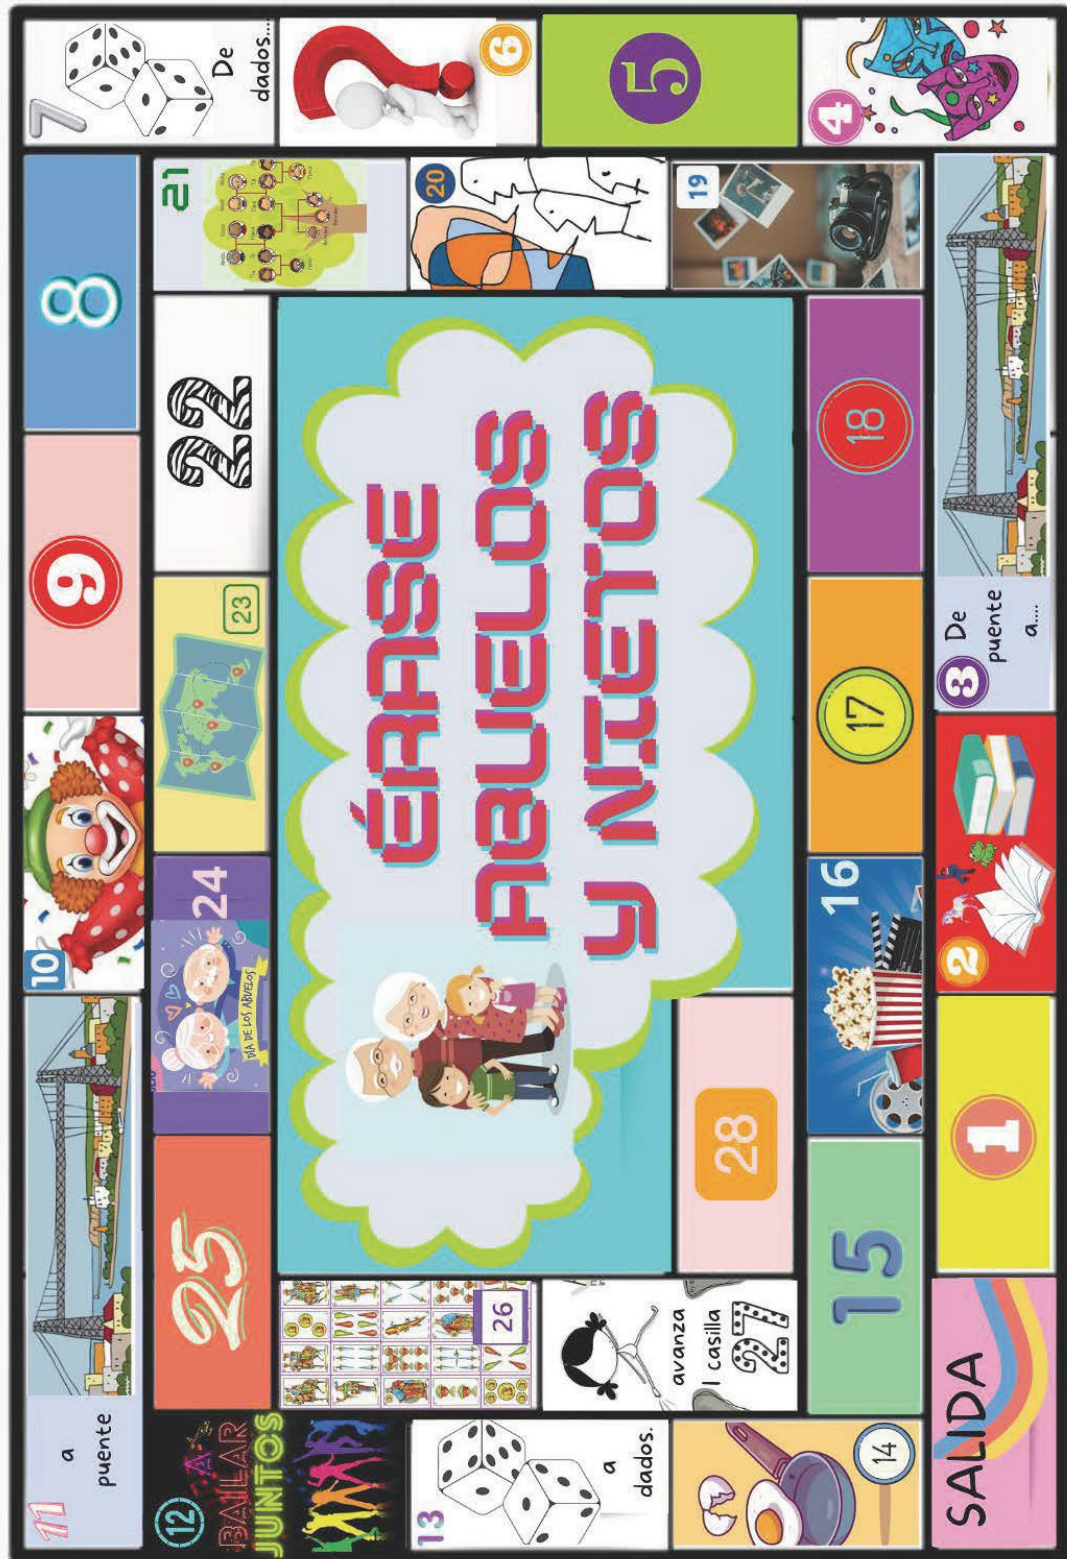 SALIDA
1
2
3 De
puente
a....
4
5
6
7
De
dados...
8
9
10
11
a
puente
12
A
BAILAR
JUNTOS
13
a
dados.
14
15
16
17
18
19
20
21
22
23
24
DÍA DE LOS ABUELOS
25
26
avanza
1 casilla
27
28
ÉRASE
ABUELOS
Y NIETOS